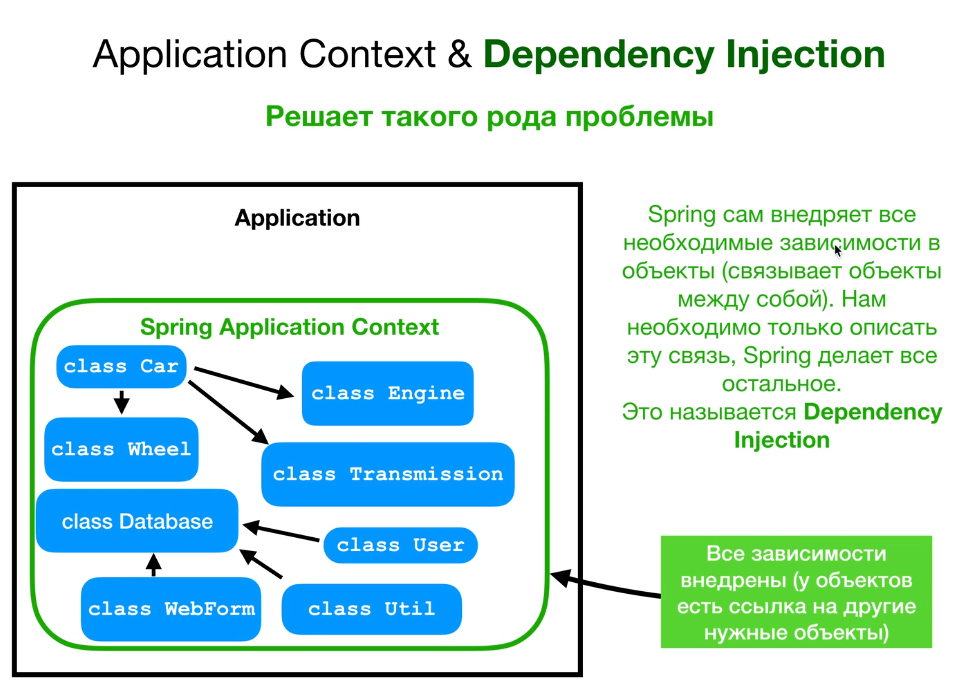 Application Context & Dependency Injection
Решает такого рода проблемы
Application
Spring Application Context
class Car
class Engine
class Wheel
class Transmission
class Database
class User
class WebForm
class Util
Spring сам внедряет все
необходимые зависимости в
объекты (связывает объекты
между собой). Нам
необходимо только описать
эту связь, Spring делает все
остальное.
Это называется Dependency
Injection
Все зависимости
внедрены (у объектов
есть ссылка на другие
нужные объекты)